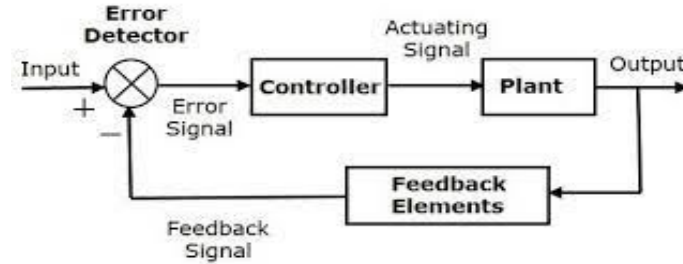 Error
Detector
Actuating
Signal
Input
Output
Controller
Plant
+
Error
Signal
−
Feedback
Elements
Feedback
Signal